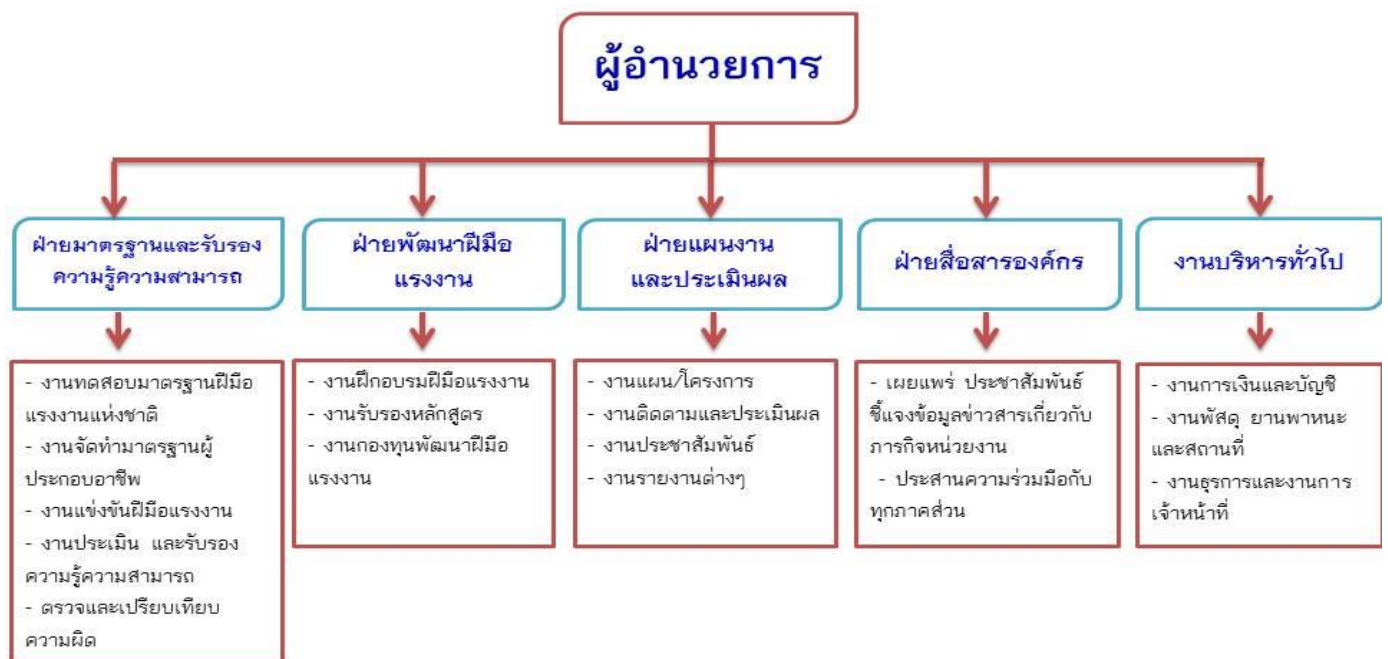 ผู้อำนวยการ
ฝ่ายมาตรฐานและรับรอง
ความรู้ความสามารถ
ฝ่ายพัฒนาฝีมือ
แรงงาน
ฝ่ายแผนงาน
และประเมินผล
ฝ่ายสื่อสารองค์กร
งานบริหารทั่วไป
- งานทดสอบมาตรฐานฝีมือ
แรงงานแห่งชาติ
- งานจัดทำมาตรฐานผู้
ประกอบอาชีพ
- งานแข่งขันฝีมือแรงงาน
- งานประเมิน และรับรอง
ความรู้ความสามารถ
- ตรวจและเปรียบเทียบ
ความผิด
- งานฝึกอบรมฝีมือแรงงาน
- งานรับรองหลักสูตร
- งานกองทุนพัฒนาฝีมือ
แรงงาน
- งานแผน/โครงการ
- งานติดตามและประเมินผล
- งานประชาสัมพันธ์
- งานรายงานต่างๆ
- เผยแพร่ ประชาสัมพันธ์
ชี้แจงข้อมูลข่าวสารเกี่ยวกับ
ภารกิจหน่วยงาน
- ประสานความร่วมมือกับ
ทุกภาคส่วน
- งานการเงินและบัญชี
- งานพัสดุ ยานพาหนะ
และสถานที่
- งานธุรการและงานการ
เจ้าหน้าที่